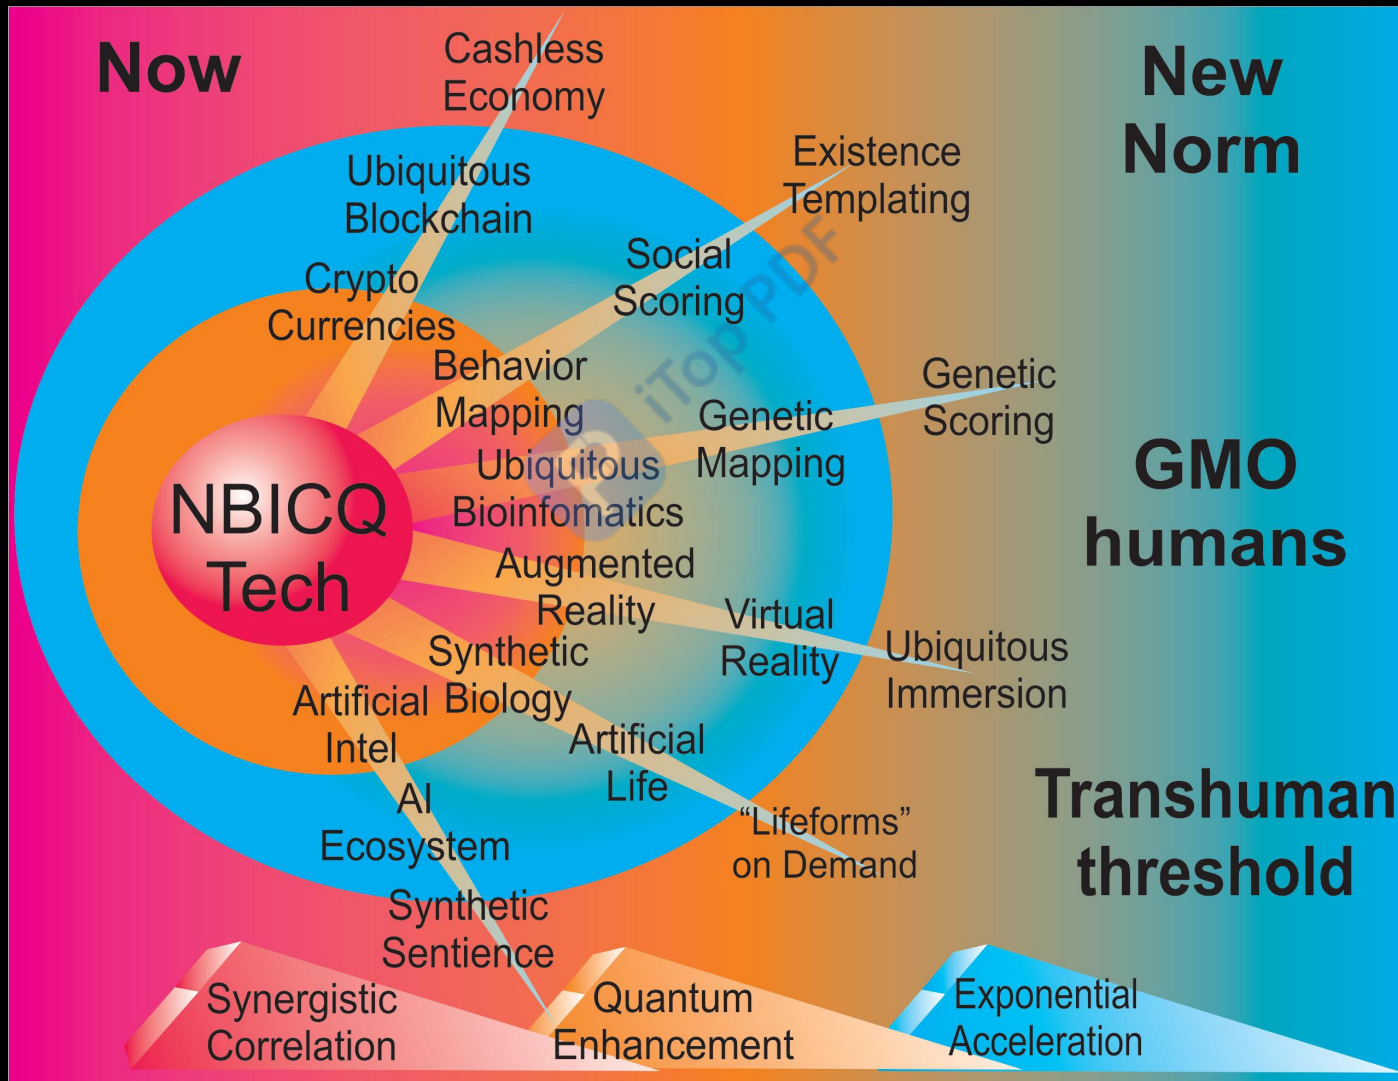 Now
New
Norm
Cashless
Economy
Ubiquitous
Blockchain
Crypto
Currencies
Existence
Templating
Social
Scoring
Behavior
Mapping
Genetic
Scoring
Genetic
Mapping
Ubiquitous
Bioinfomatics
NBICQ
Tech
GMO
humans
Augmented
Reality
Virtual
Reality
Ubiquitous
Immersion
Synthetic
Biology
Artificial
Life
"Lifeforms"
on Demand
Artificial
Intel
AI
Ecosystem
Synthetic
Sentience
Transhuman
threshold
Synergistic
Correlation
Quantum
Enhancement
Exponential
Acceleration
iTop PDF